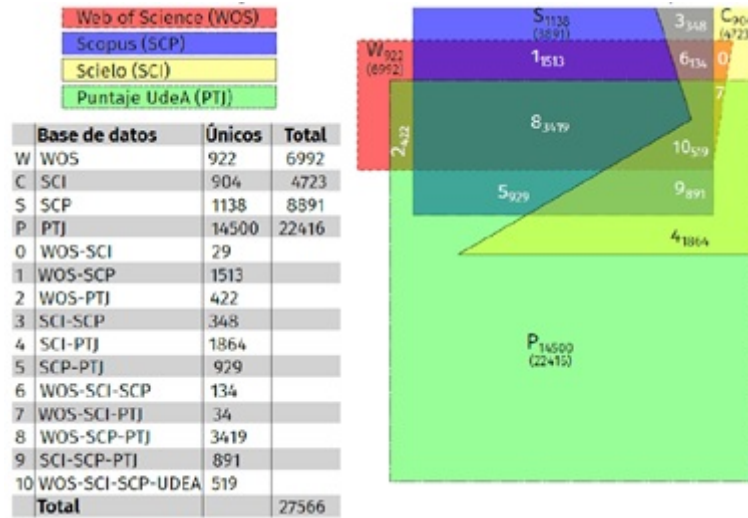 Web of Science (WOS)
Scopus (SCP)
Scielo (SCI)
Puntaje UdeA (PTJ)
Base de datos Únicos Total
W WOS 922 6992
C SCI 904 4723
S SCP 1138 8891
P PTJ 14500 22416
0 WOS-SCI 29
1 WOS-SCP 1513
2 WOS-PTJ 422
3 SCI-SCP 348
4 SCI-PTJ 1864
5 SCP-PTJ 929
6 WOS-SCI-SCP 134
7 WOS-SCI-PTJ 34
8 WOS-SCP-PTJ 3419
9 SCI-SCP-PTJ 891
10 WOS-SCI-SCP-UDEA 519
Total 27566
S1138
(8891)
3348
C904
(4723
W922
(6992)
11513
6134
0
7
2422
83419
10519
5929
9891
41864
P14500
(22415)